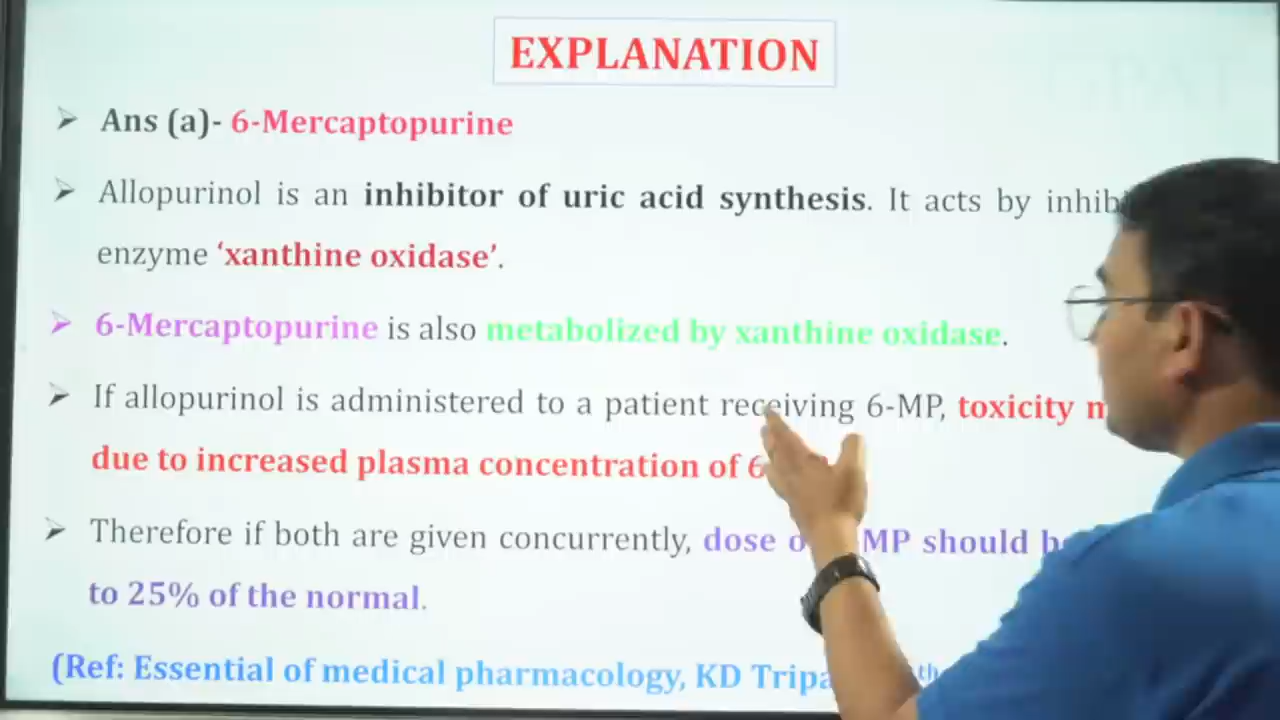 EXPLANATION
➢ Ans (a)- 6-Mercaptopurine
➢ Allopurinol is an inhibitor of uric acid synthesis. It acts by
enzyme ‘xanthine oxidase’.
➢ 6-Mercaptopurine is also metabolized by xanthine oxidase.
➢ If allopurinol is administered to a patient receiving 6-MP, toxicity
due to increased plasma concentration of
➢ Therefore if both are given concurrently, dose MP should
to 25% of the normal.
(Ref: Essential of medical pharmacology, KD